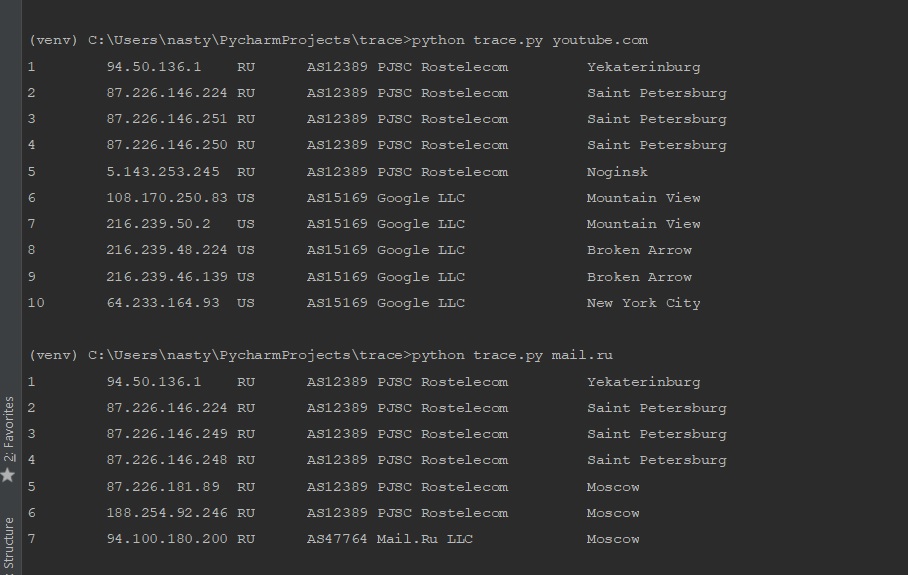 (venv) C:\Users\nasty\PycharmProjects\trace>python trace.py youtube.com
1 94.50.136.1 RU AS12389 PJSC Rostelecom Yekaterinburg
2 87.226.146.224 RU AS12389 PJSC Rostelecom Saint Petersburg
3 87.226.146.251 RU AS12389 PJSC Rostelecom Saint Petersburg
4 87.226.146.250 RU AS12389 PJSC Rostelecom Saint Petersburg
5 5.143.253.245 RU AS12389 PJSC Rostelecom Noginsk
6 108.170.250.83 US AS15169 Google LLC Mountain View
7 216.239.50.2 US AS15169 Google LLC Mountain View
8 216.239.48.224 US AS15169 Google LLC Broken Arrow
9 216.239.46.139 US AS15169 Google LLC Broken Arrow
10 64.233.164.93 US AS15169 Google LLC New York City
(venv) C:\Users\nasty\PycharmProjects\trace>python trace.py mail.ru
1 94.50.136.1 RU AS12389 PJSC Rostelecom Yekaterinburg
2 87.226.146.224 RU AS12389 PJSC Rostelecom Saint Petersburg
3 87.226.146.249 RU AS12389 PJSC Rostelecom Saint Petersburg
4 87.226.146.248 RU AS12389 PJSC Rostelecom Saint Petersburg
5 87.226.181.89 RU AS12389 PJSC Rostelecom Moscow
6 188.254.92.246 RU AS12389 PJSC Rostelecom Moscow
7 94.100.180.200 RU AS47764 Mail.Ru LLC Moscow
2: Favorites
: Structure